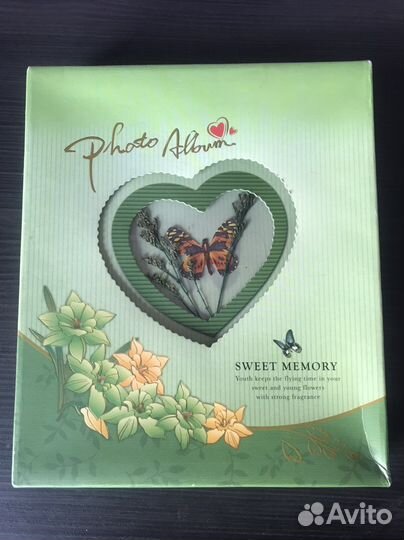 Photo Album
SWEET MEMORY
Youth keeps the flying time in your
sweet and young flowers
with strong fragrance
Avito